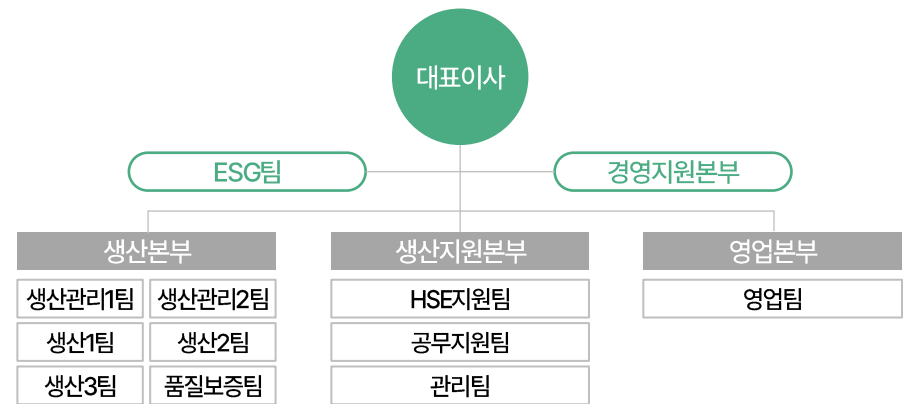 대표이사
ESG팀 경영지원본부
생산본부 생산지원본부 영업본부
생산관리1팀 생산관리2팀 HSE지원팀 영업팀
생산1팀 생산2팀 공무지원팀
생산3팀 품질보증팀 관리팀